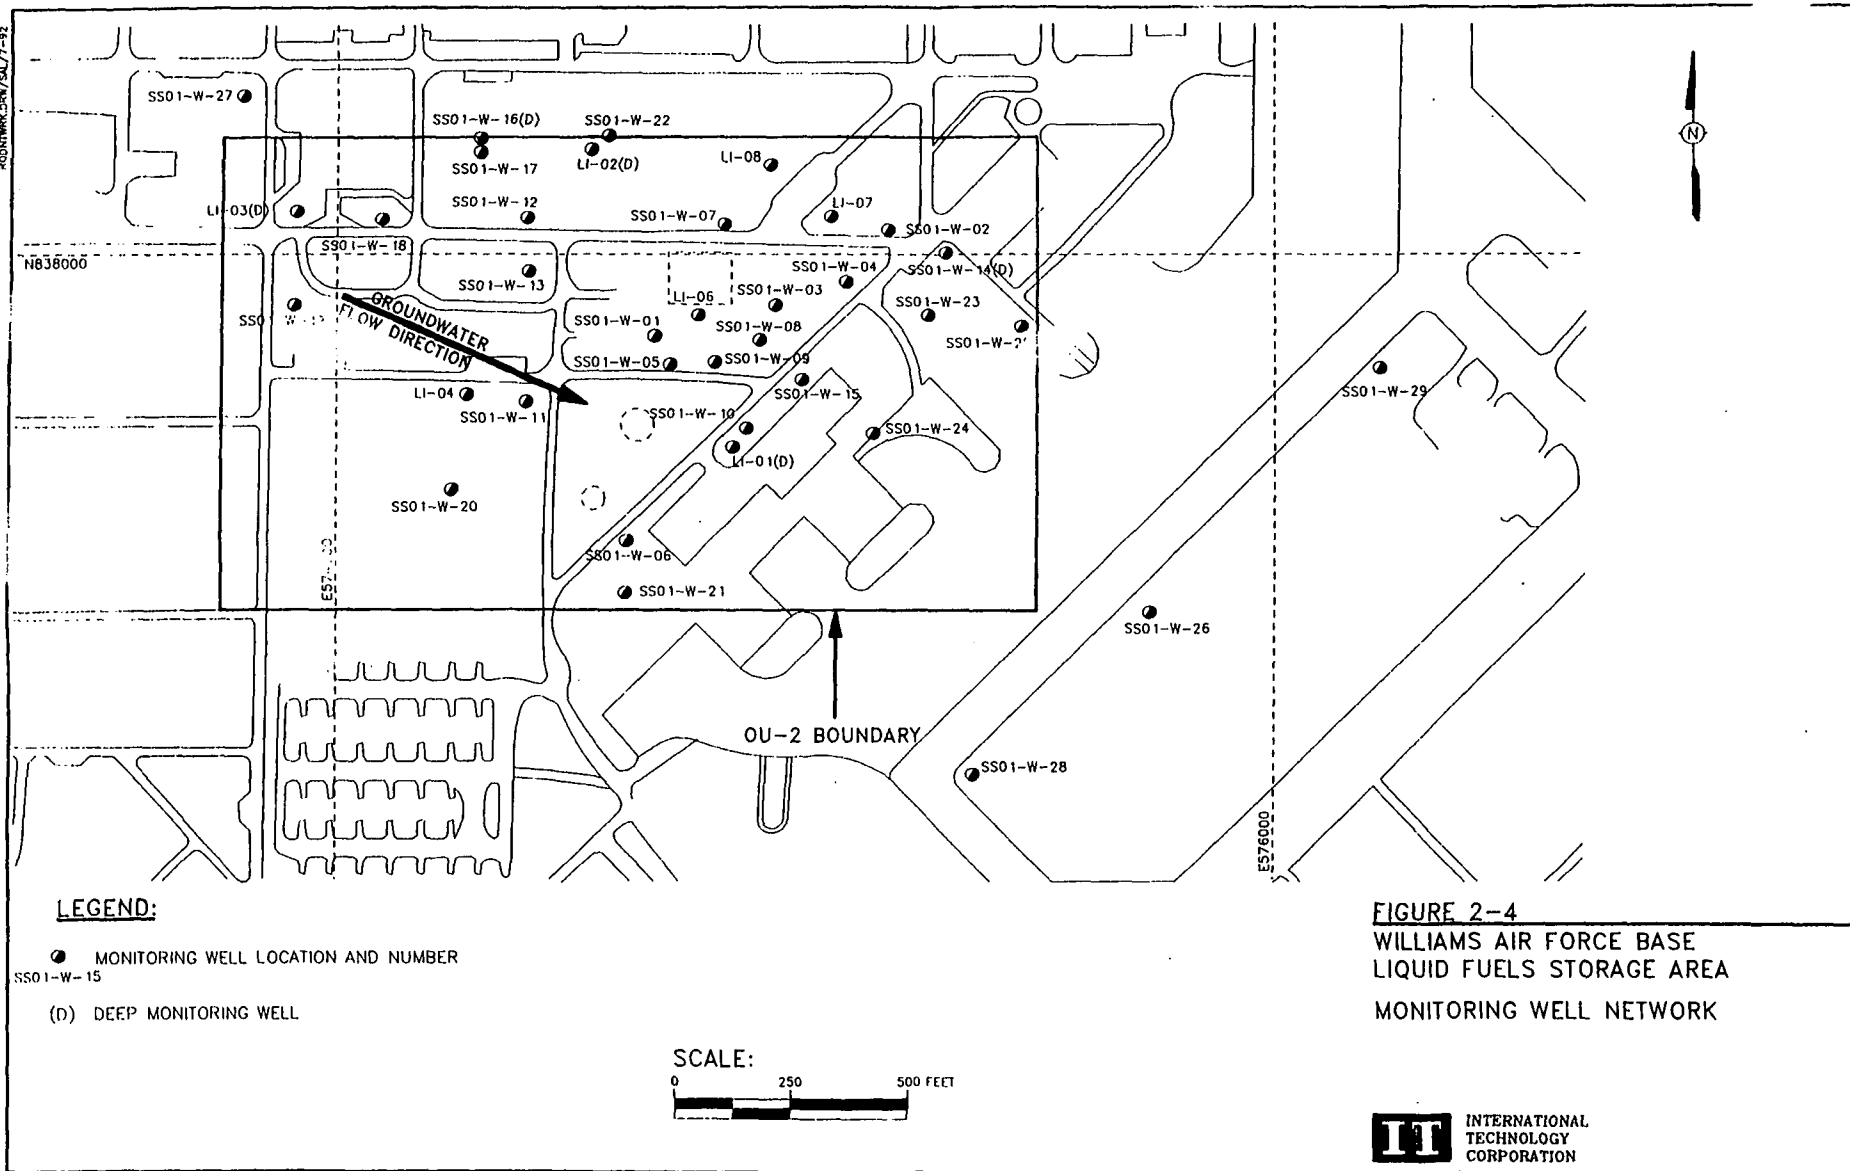 SS01-W-27
SS01-W-16(D)
SS01-W-22
SS01-W-17
LI-02(D)
LI-08
LI-03(D)
SS01-W-12
SS01-W-07
LI-07
SS01-W-18
SS01-W-02
N838000
SS01-W-04
SS01-W-14(D)
SS01-W-13
LI-06
SS01-W-03
SS01-W-23
GROUNDWATER
FLOW DIRECTION
SS01-W-01
SS01-W-08
SS01-W-05
SS01-W-09
LI-04
SS01-W-11
SS01-W-15
SS01-W-29
SS01-W-10
SS01-W-24
LI-01(D)
SS01-W-20
SS01-W-06
SS01-W-21
SS01-W-26
OU-2 BOUNDARY
SS01-W-28
E576000
N
LEGEND:
MONITORING WELL LOCATION AND NUMBER
SS01-W-15
(D) DEEP MONITORING WELL
SCALE:
0 250 500 FEET
FIGURE 2-4
WILLIAMS AIR FORCE BASE
LIQUID FUELS STORAGE AREA
MONITORING WELL NETWORK
IT
INTERNATIONAL
TECHNOLOGY
CORPORATION